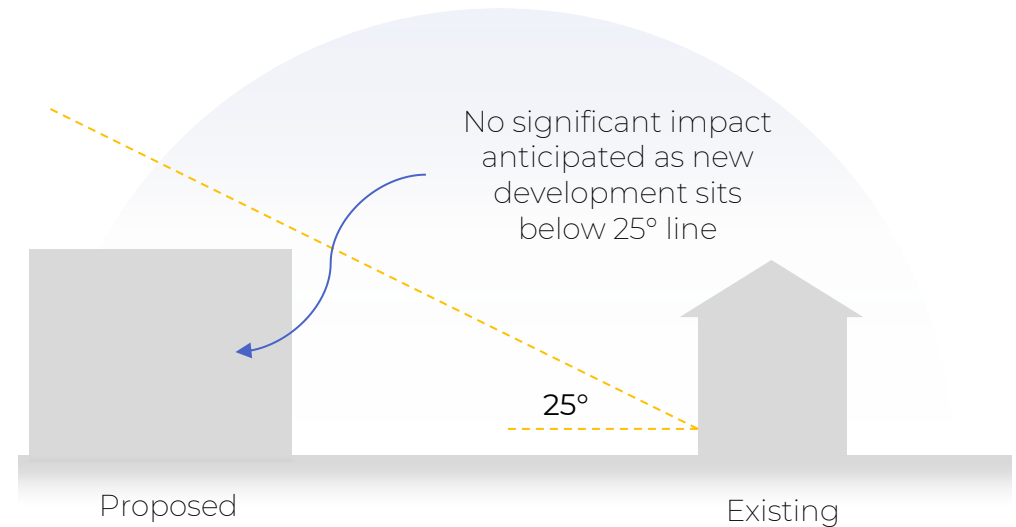 No significant impact
anticipated as new
development sits
below 25° line
25°
Proposed
Existing